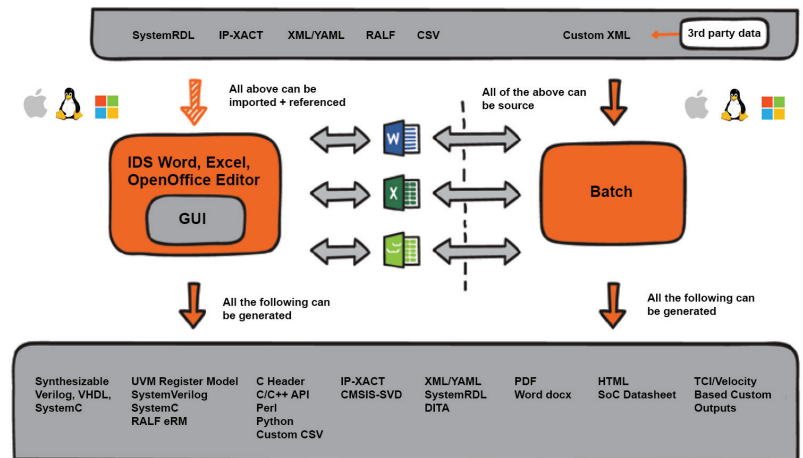 SystemRDL IP-XACT XML/YAML RALF CSV Custom XML 3rd party data
All above can be
imported + referenced
All of the above can
be source
IDS Word, Excel,
OpenOffice Editor
GUI
W
X
Batch
All the following can
be generated
All the following can
be generated
Synthesizable
Verilog, VHDL,
SystemC
UVM Register Model
SystemVerilog
SystemC
RALF eRM
C Header
C/C++ API
Perl
Python
Custom CSV
IP-XACT
CMSIS-SVD
XML/YAML
SystemRDL
DITA
PDF
Word docx
HTML
SoC Datasheet
TCI/Velocity
Based Custom
Outputs